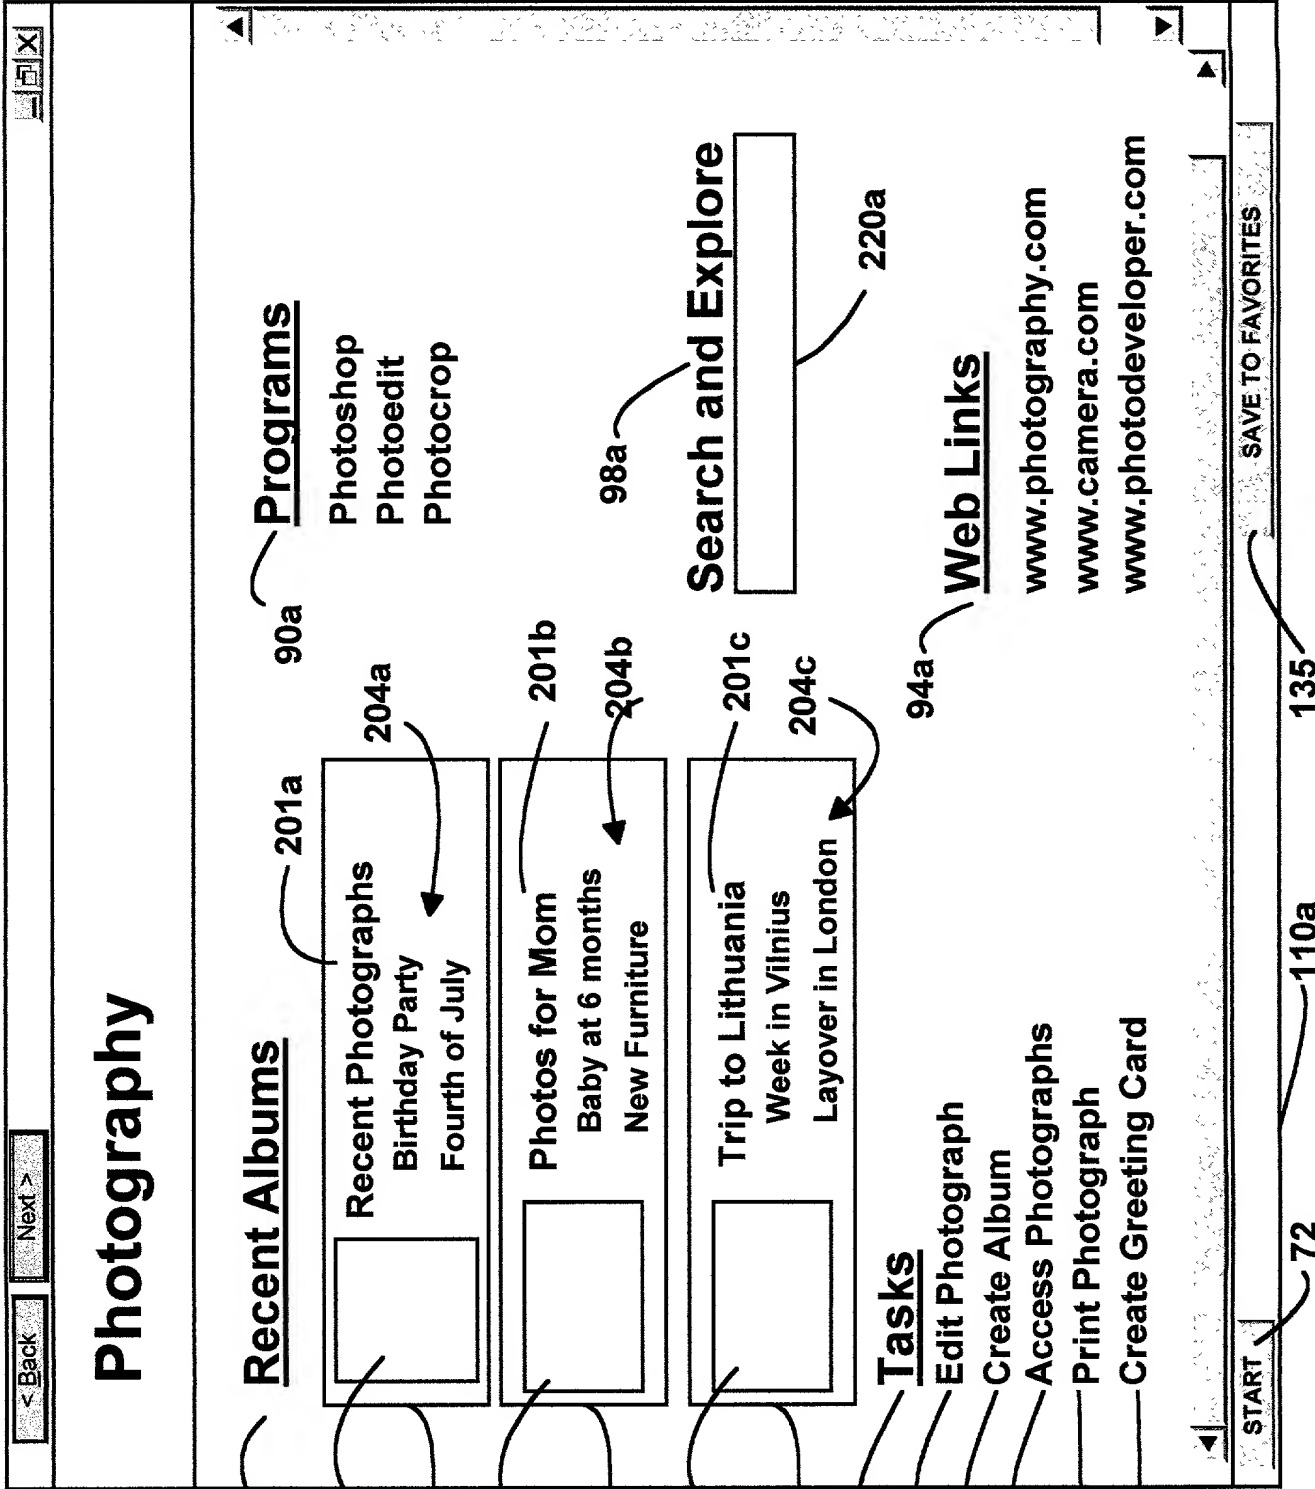 < Back
Next >
Photography
Recent Albums
201a
Recent Photographs
Birthday Party
Fourth of July
204a
Photos for Mom
Baby at 6 months
New Furniture
201b
204b
Trip to Lithuania
Week in Vilnius
Layover in London
201c
204c
Tasks
Edit Photograph
Create Album
Access Photographs
Print Photograph
Create Greeting Card
90a
Programs
Photoshop
Photoedit
Photocrop
98a
Search and Explore
220a
94a
Web Links
www.photography.com
www.camera.com
www.photodeveloper.com
START
SAVE TO FAVORITES
72
110a
135